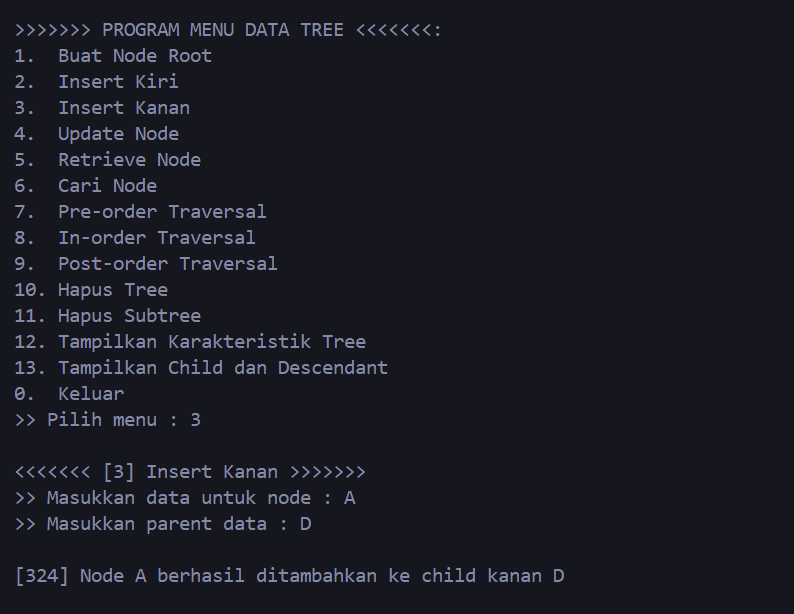 >>>>>>> PROGRAM MENU DATA TREE <<<<<<<:
1.  Buat Node Root
2.  Insert Kiri
3.  Insert Kanan
4.  Update Node
5.  Retrieve Node
6.  Cari Node
7.  Pre-order Traversal
8.  In-order Traversal
9.  Post-order Traversal
10. Hapus Tree
11. Hapus Subtree
12. Tampilkan Karakteristik Tree
13. Tampilkan Child dan Descendant
0.  Keluar
>> Pilih menu : 3
<<<<<<< [3] Insert Kanan >>>>>>>
>> Masukkan data untuk node : A
>> Masukkan parent data : D
[324] Node A berhasil ditambahkan ke child kanan D